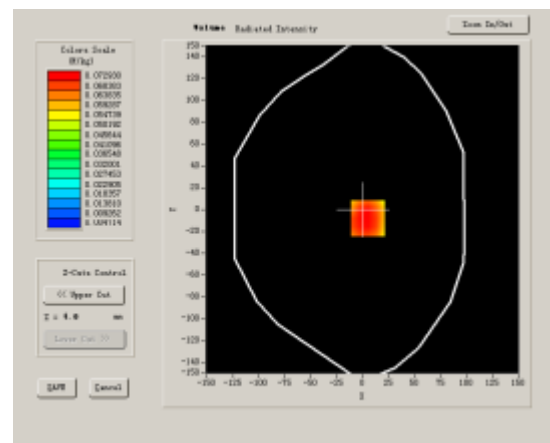 Volume Radiated Intensity
Zoom In/Out
Colors Scale
(W/kg)
0.072930
0.068383
0.063835
0.059287
0.054739
0.050192
0.045644
0.041096
0.036548
0.032001
0.027453
0.022905
0.018357
0.013810
0.009262
0.004714
Z-Cuts Control
<< Upper Cut
Z = 4.0 mm
Lower Cut >>
SAVE
Cancel
150
140
120
100
80
60
40
20
0
-20
-40
-60
-80
-100
-120
-140
-150
Y
-150 -125 -100 -75 -50 -25 0 25 50 75 100 125 150
X